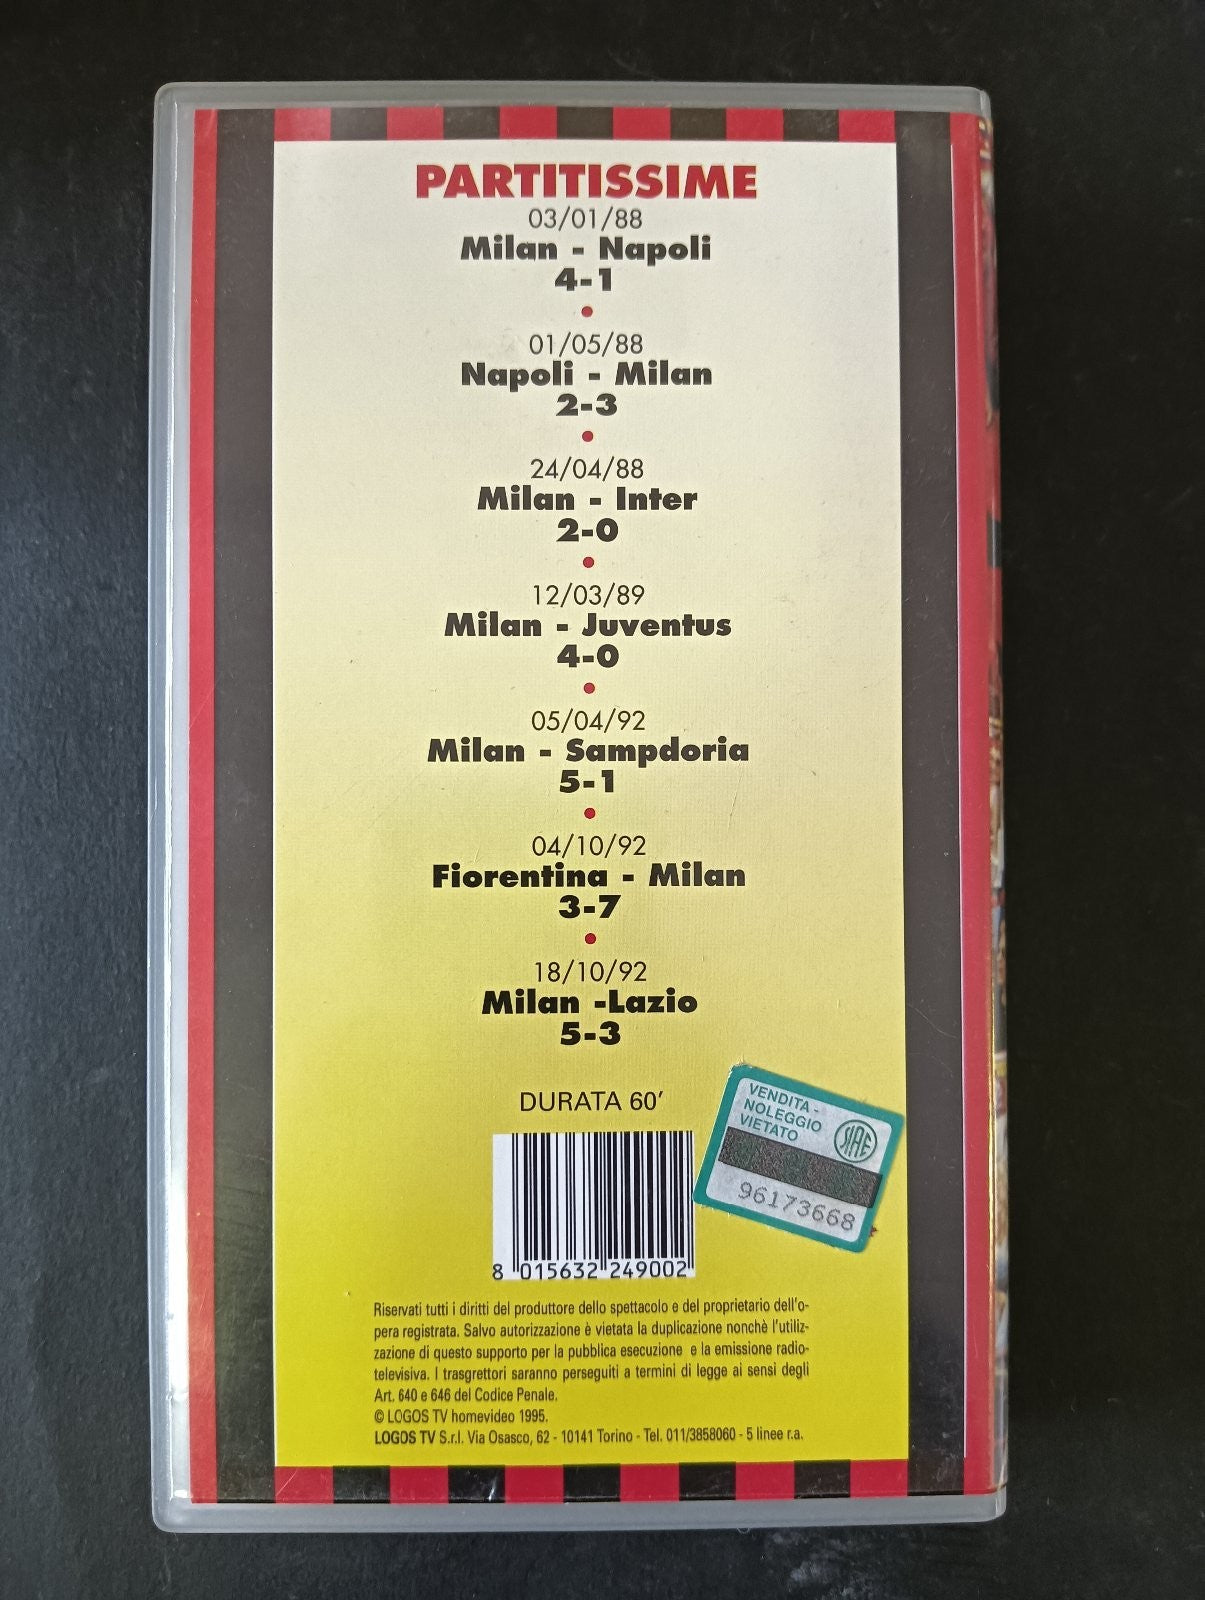 PARTITISSIME
03/01/88
Milan - Napoli
4-1
01/05/88
Napoli - Milan
2-3
24/04/88
Milan - Inter
2-0
12/03/89
Milan - Juventus
4-0
05/04/92
Milan - Sampdoria
5-1
04/10/92
Fiorentina - Milan
3-7
18/10/92
Milan -Lazio
5-3
DURATA 60'
VENDITA -
NOLEGGIO
VIETATO
SIAE
96173668
8 015632 249002
Riservati tutti i diritti del produttore dello spettacolo e del proprietario dell'o-
pera registrata. Salvo autorizzazione è vietata la duplicazione nonchè l'utiliz-
zazione di questo supporto per la pubblica esecuzione e la emissione radio-
televisiva. I trasgrettori saranno perseguiti a termini di legge ai sensi degli
Art. 640 e 646 del Codice Penale.
© LOGOS TV homevideo 1995.
LOGOS TV S.r.l. Via Osasco, 62 - 10141 Torino - Tel. 011/3858060 - 5 linee r.a.